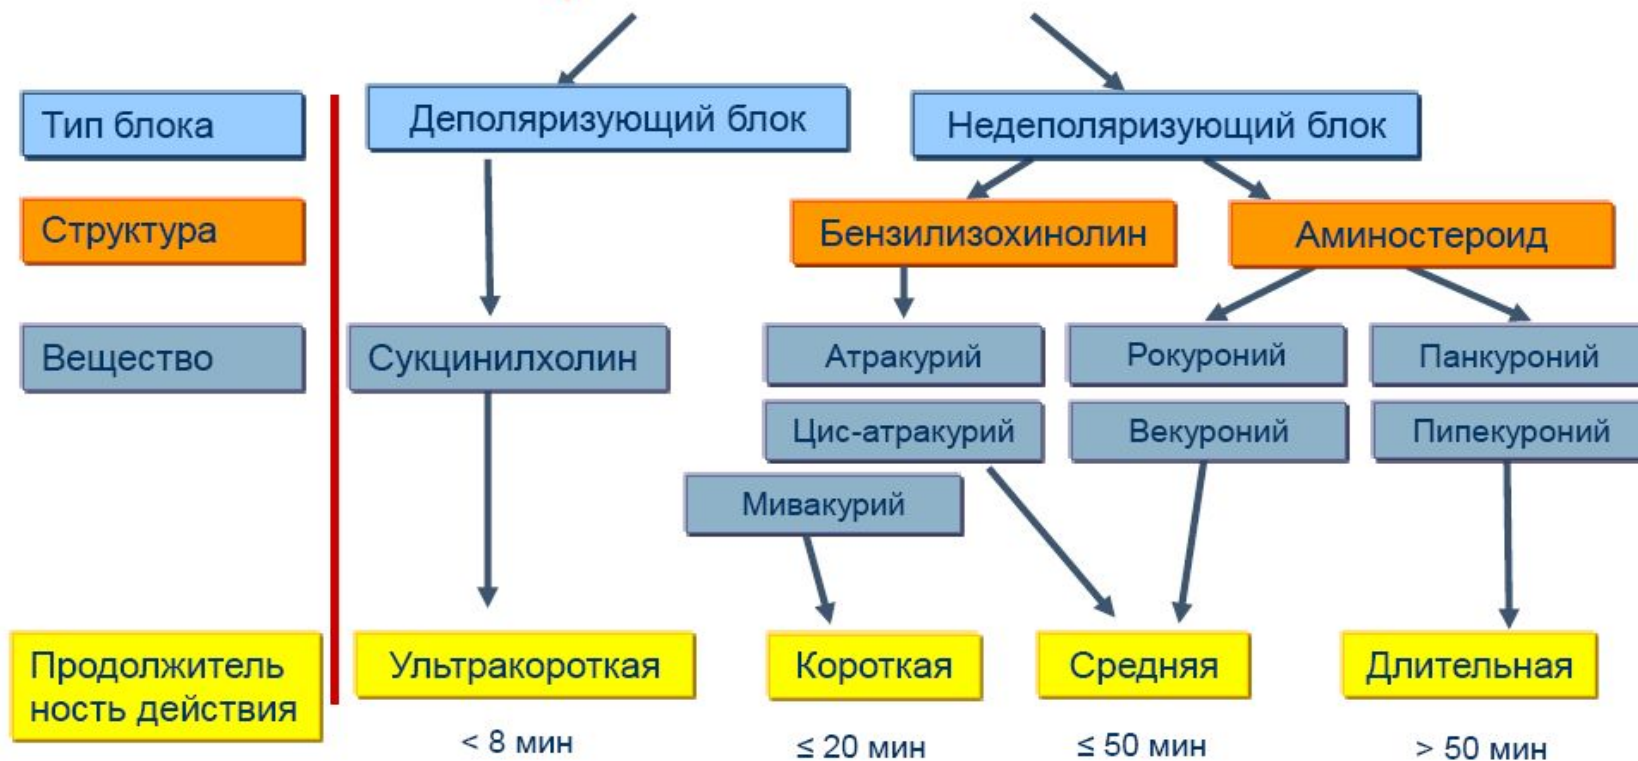 Тип блока
Деполяризующий блок
Недеполяризующий блок
Структура
Бензилизохинолин
Аминостероид
Вещество
Сукцинилхолин
Атракурий
Рокуроний
Панкуроний
Цис-атракурий
Векуроний
Пипекуроний
Мивакурий
Продолжитель
ность действия
Ультракороткая
Короткая
Средняя
Длительная
< 8 мин
≤ 20 мин
≤ 50 мин
> 50 мин